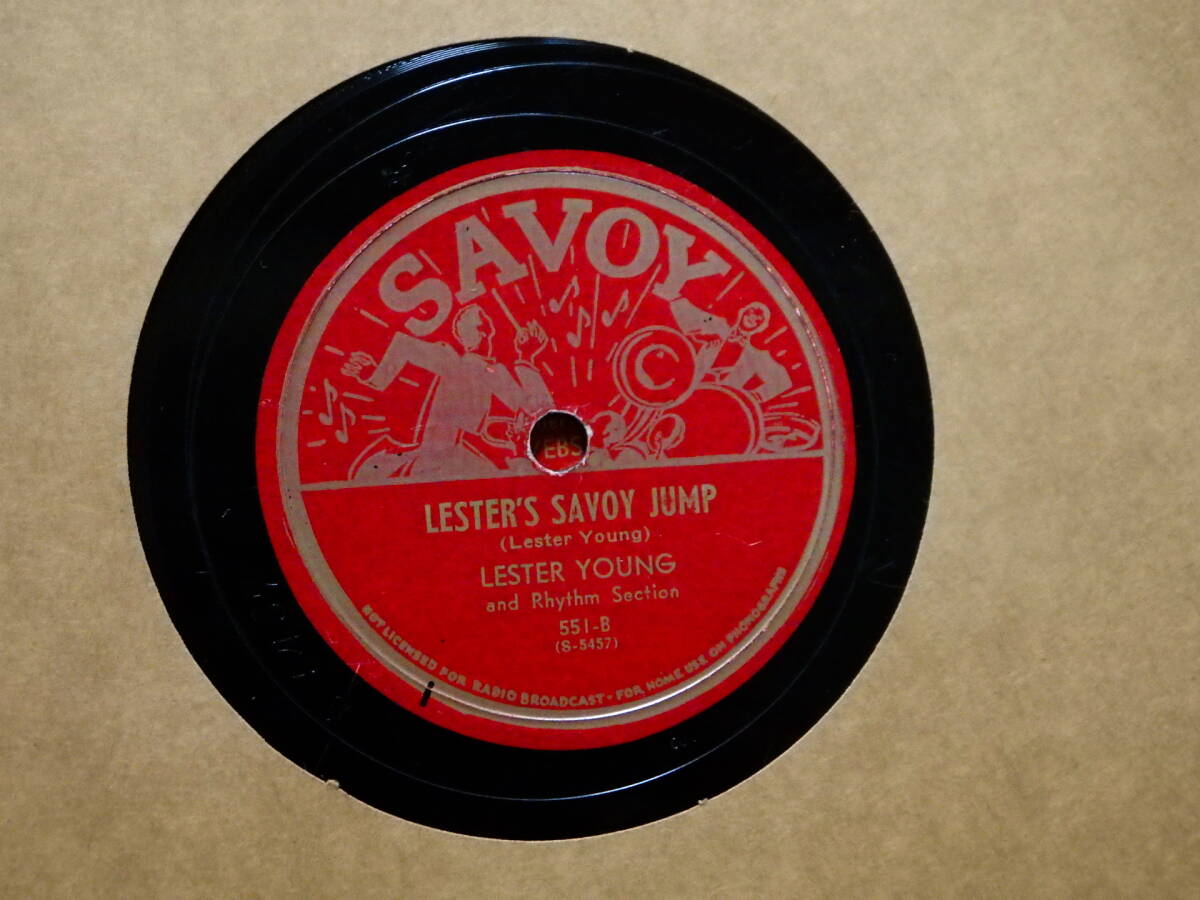 SAVOY
C
EBS
LESTER'S SAVOY JUMP
(Lester Young)
LESTER YOUNG
and Rhythm Section
551-B
(S-5457)
NOT LICENSED FOR RADIO BROADCAST - FOR HOME USE ON PHONOGRAPHS